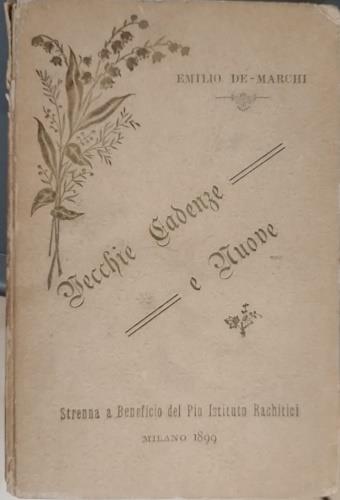 EMILIO DE-MARCHI
Vecchie Cadenze
e Nuove
Strenna a Beneficio del Pio Istituto Rachitici
MILANO 1899